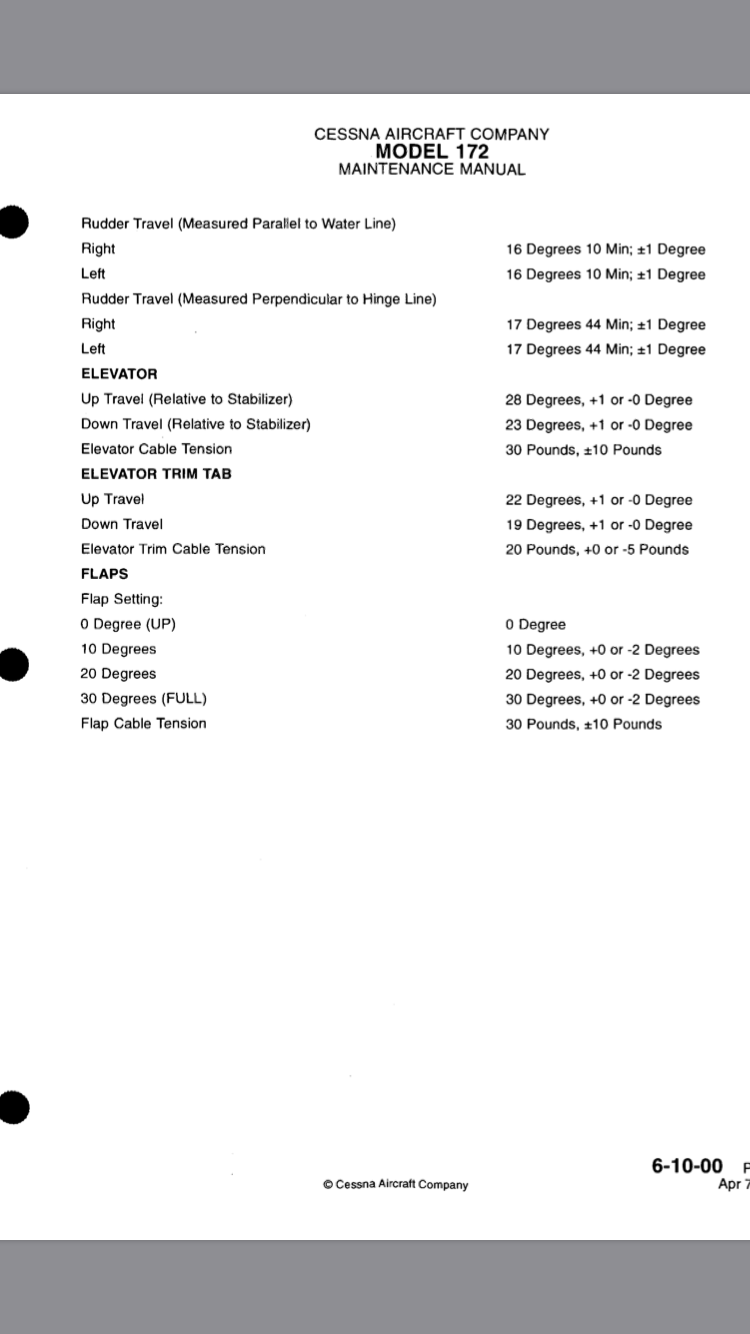 CESSNA AIRCRAFT COMPANY
MODEL 172
MAINTENANCE MANUAL
Rudder Travel (Measured Parallel to Water Line)
Right 16 Degrees 10 Min; ±1 Degree
Left 16 Degrees 10 Min; ±1 Degree
Rudder Travel (Measured Perpendicular to Hinge Line)
Right 17 Degrees 44 Min; ±1 Degree
Left 17 Degrees 44 Min; ±1 Degree
ELEVATOR
Up Travel (Relative to Stabilizer) 28 Degrees, +1 or -0 Degree
Down Travel (Relative to Stabilizer) 23 Degrees, +1 or -0 Degree
Elevator Cable Tension 30 Pounds, ±10 Pounds
ELEVATOR TRIM TAB
Up Travel 22 Degrees, +1 or -0 Degree
Down Travel 19 Degrees, +1 or -0 Degree
Elevator Trim Cable Tension 20 Pounds, +0 or -5 Pounds
FLAPS
Flap Setting:
0 Degree (UP) 0 Degree
10 Degrees 10 Degrees, +0 or -2 Degrees
20 Degrees 20 Degrees, +0 or -2 Degrees
30 Degrees (FULL) 30 Degrees, +0 or -2 Degrees
Flap Cable Tension 30 Pounds, ±10 Pounds
6-10-00
© Cessna Aircraft Company Apr